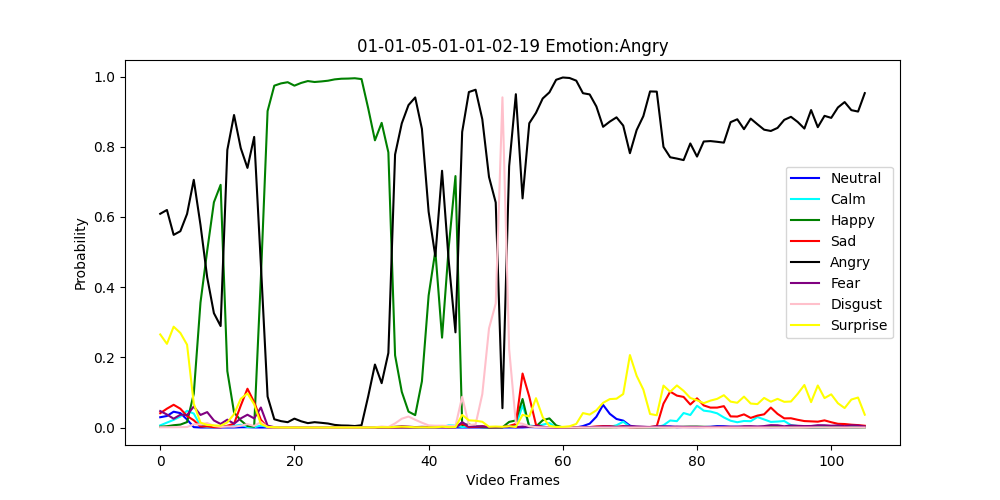 01-01-05-01-01-02-19 Emotion:Angry
Probability
1.0
0.8
0.6
0.4
0.2
0.0
0
20
40
60
80
100
Video Frames
Neutral
Calm
Happy
Sad
Angry
Fear
Disgust
Surprise